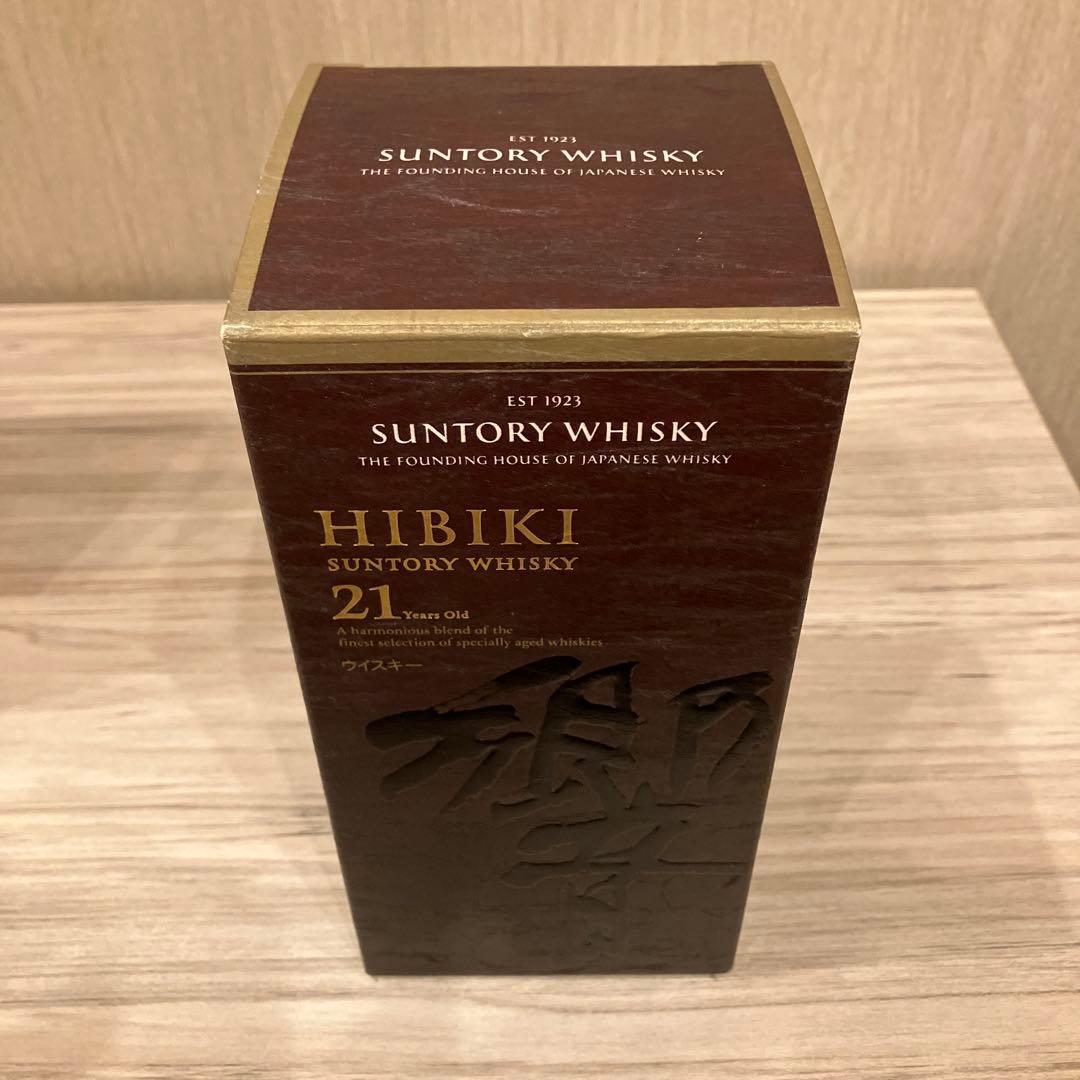 EST 1923
SUNTORY WHISKY
THE FOUNDING HOUSE OF JAPANESE WHISKY
EST 1923
SUNTORY WHISKY
THE FOUNDING HOUSE OF JAPANESE WHISKY
HIBIKI
SUNTORY WHISKY
21 Years Old
A harmonious blend of the
finest selection of specially aged whiskies
ウイスキー
響